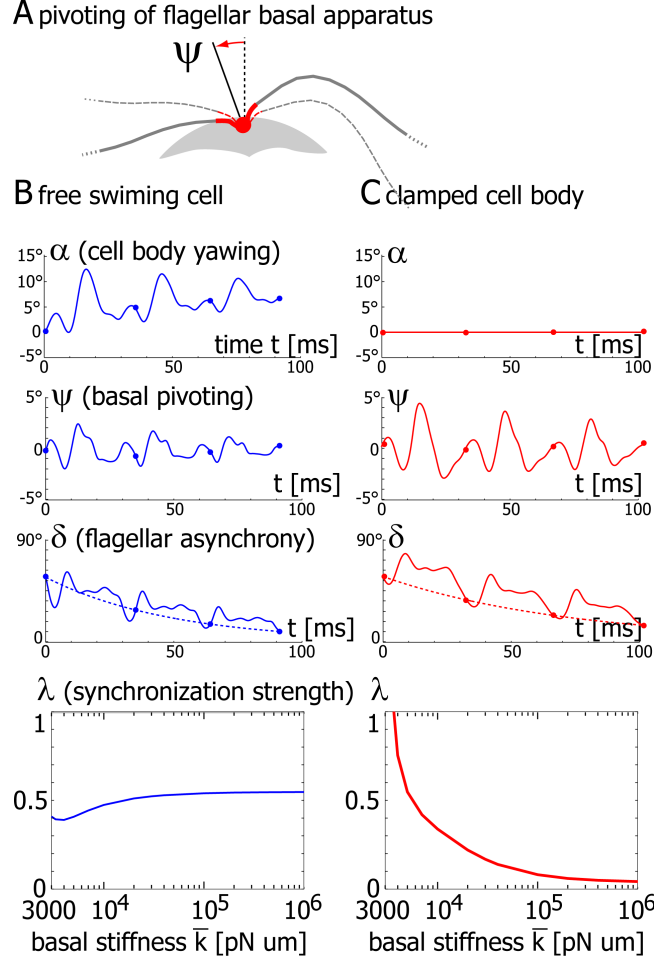 A pivoting of flagellar basal apparatus
ψ
B free swiming cell
C clamped cell body
α (cell body yawing)
15°
10°
5°
0
-5°
0
50
100
time t [ms]
α
15°
10°
5°
0
-5°
0
50
100
t [ms]
ψ (basal pivoting)
5°
0
-5°
0
50
100
t [ms]
ψ
5°
0
-5°
0
50
100
t [ms]
δ (flagellar asynchrony)
90°
0
0
50
100
t [ms]
δ
90°
0
0
50
100
t [ms]
λ (synchronization strength)
1
0.5
0
3000
10⁴
10⁵
10⁶
basal stiffness k̅ [pN um]
λ
1
0.5
0
3000
10⁴
10⁵
10⁶
basal stiffness k̅ [pN um]